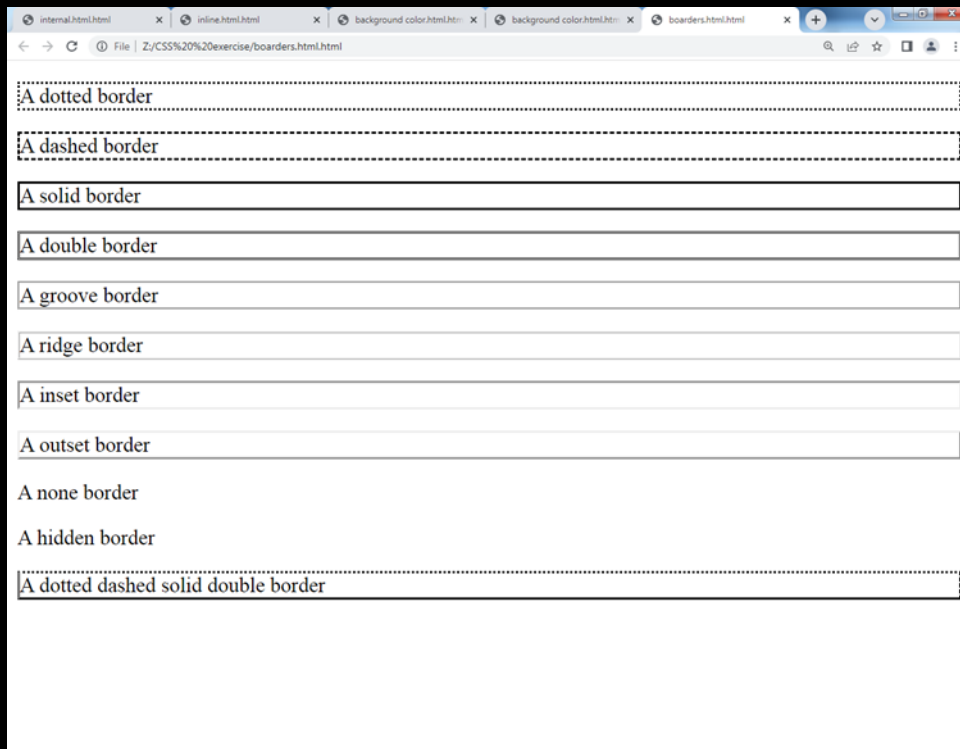 internal.html.html
inline.html.html
background color.html.htm
background color.html.htm
boarders.html.html
File
Z:/CSS%20%20exercise/boarders.html.html
A dotted border
A dashed border
A solid border
A double border
A groove border
A ridge border
A inset border
A outset border
A none border
A hidden border
A dotted dashed solid double border